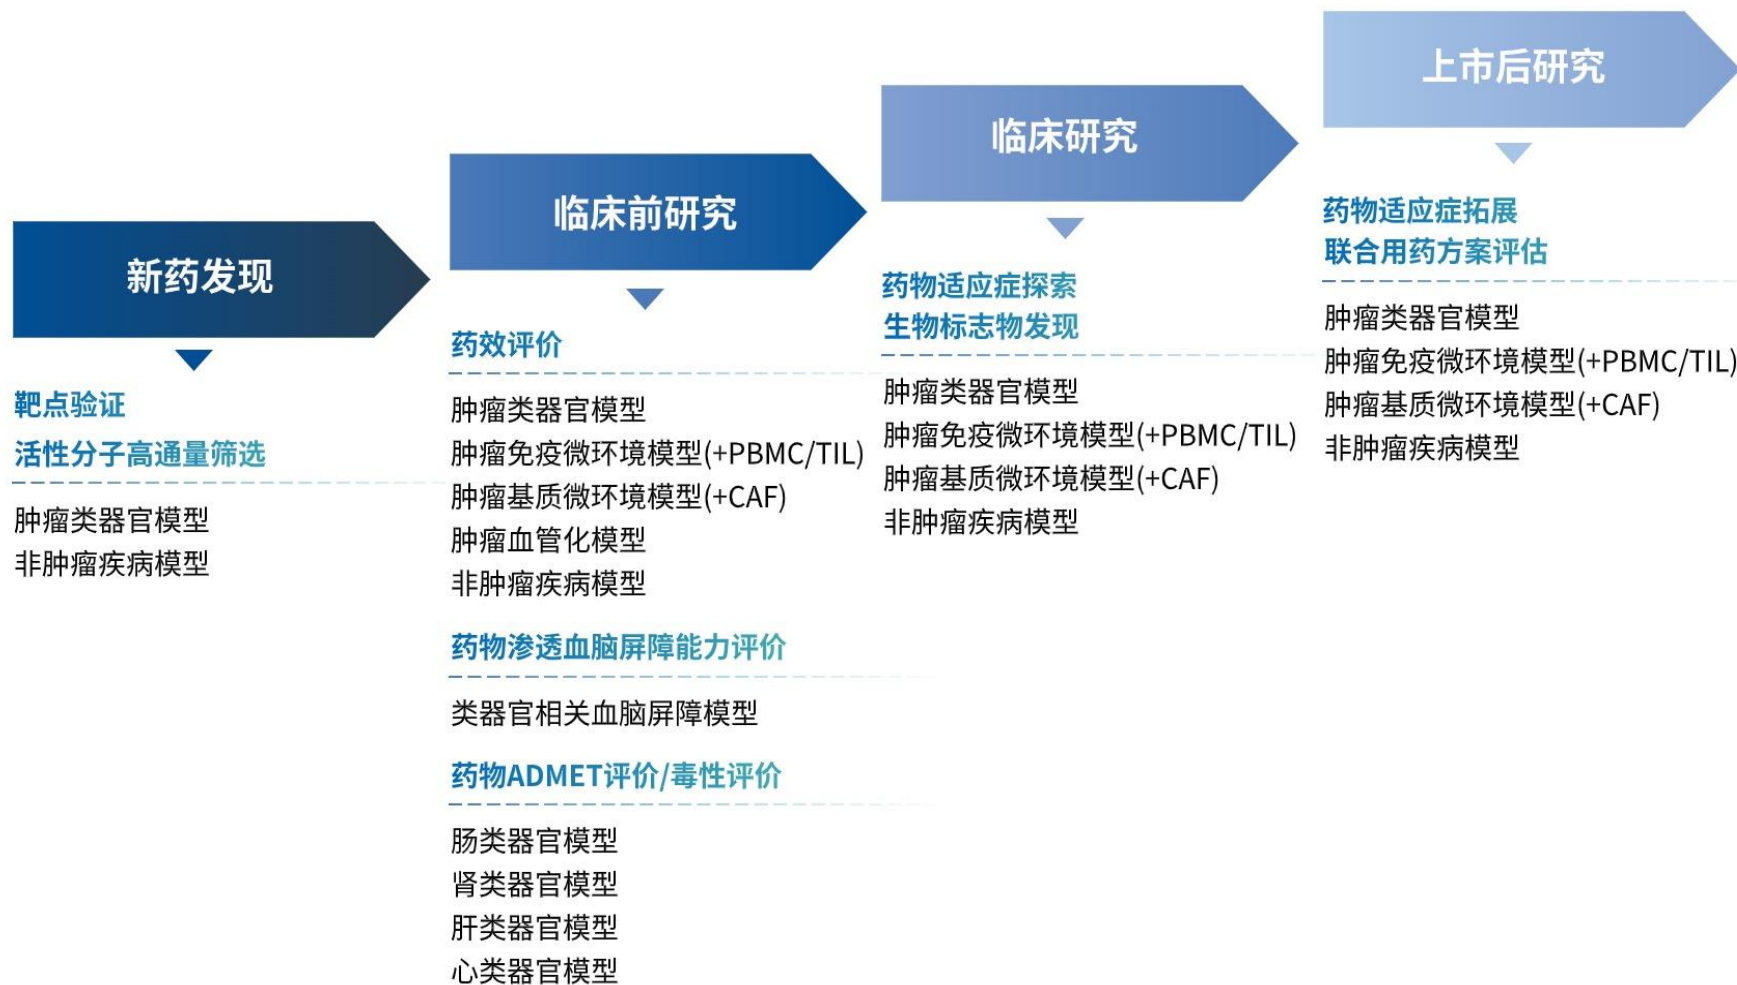 新药发现
靶点验证
活性分子高通量筛选
肿瘤类器官模型
非肿瘤疾病模型
临床前研究
药效评价
肿瘤类器官模型
肿瘤免疫微环境模型(+PBMC/TIL)
肿瘤基质微环境模型(+CAF)
肿瘤血管化模型
非肿瘤疾病模型
药物渗透血脑屏障能力评价
类器官相关血脑屏障模型
药物ADMET评价/毒性评价
肠类器官模型
肾类器官模型
肝类器官模型
心类器官模型
临床研究
药物适应症探索
生物标志物发现
肿瘤类器官模型
肿瘤免疫微环境模型(+PBMC/TIL)
肿瘤基质微环境模型(+CAF)
非肿瘤疾病模型
上市后研究
药物适应症拓展
联合用药方案评估
肿瘤类器官模型
肿瘤免疫微环境模型(+PBMC/TIL)
肿瘤基质微环境模型(+CAF)
非肿瘤疾病模型